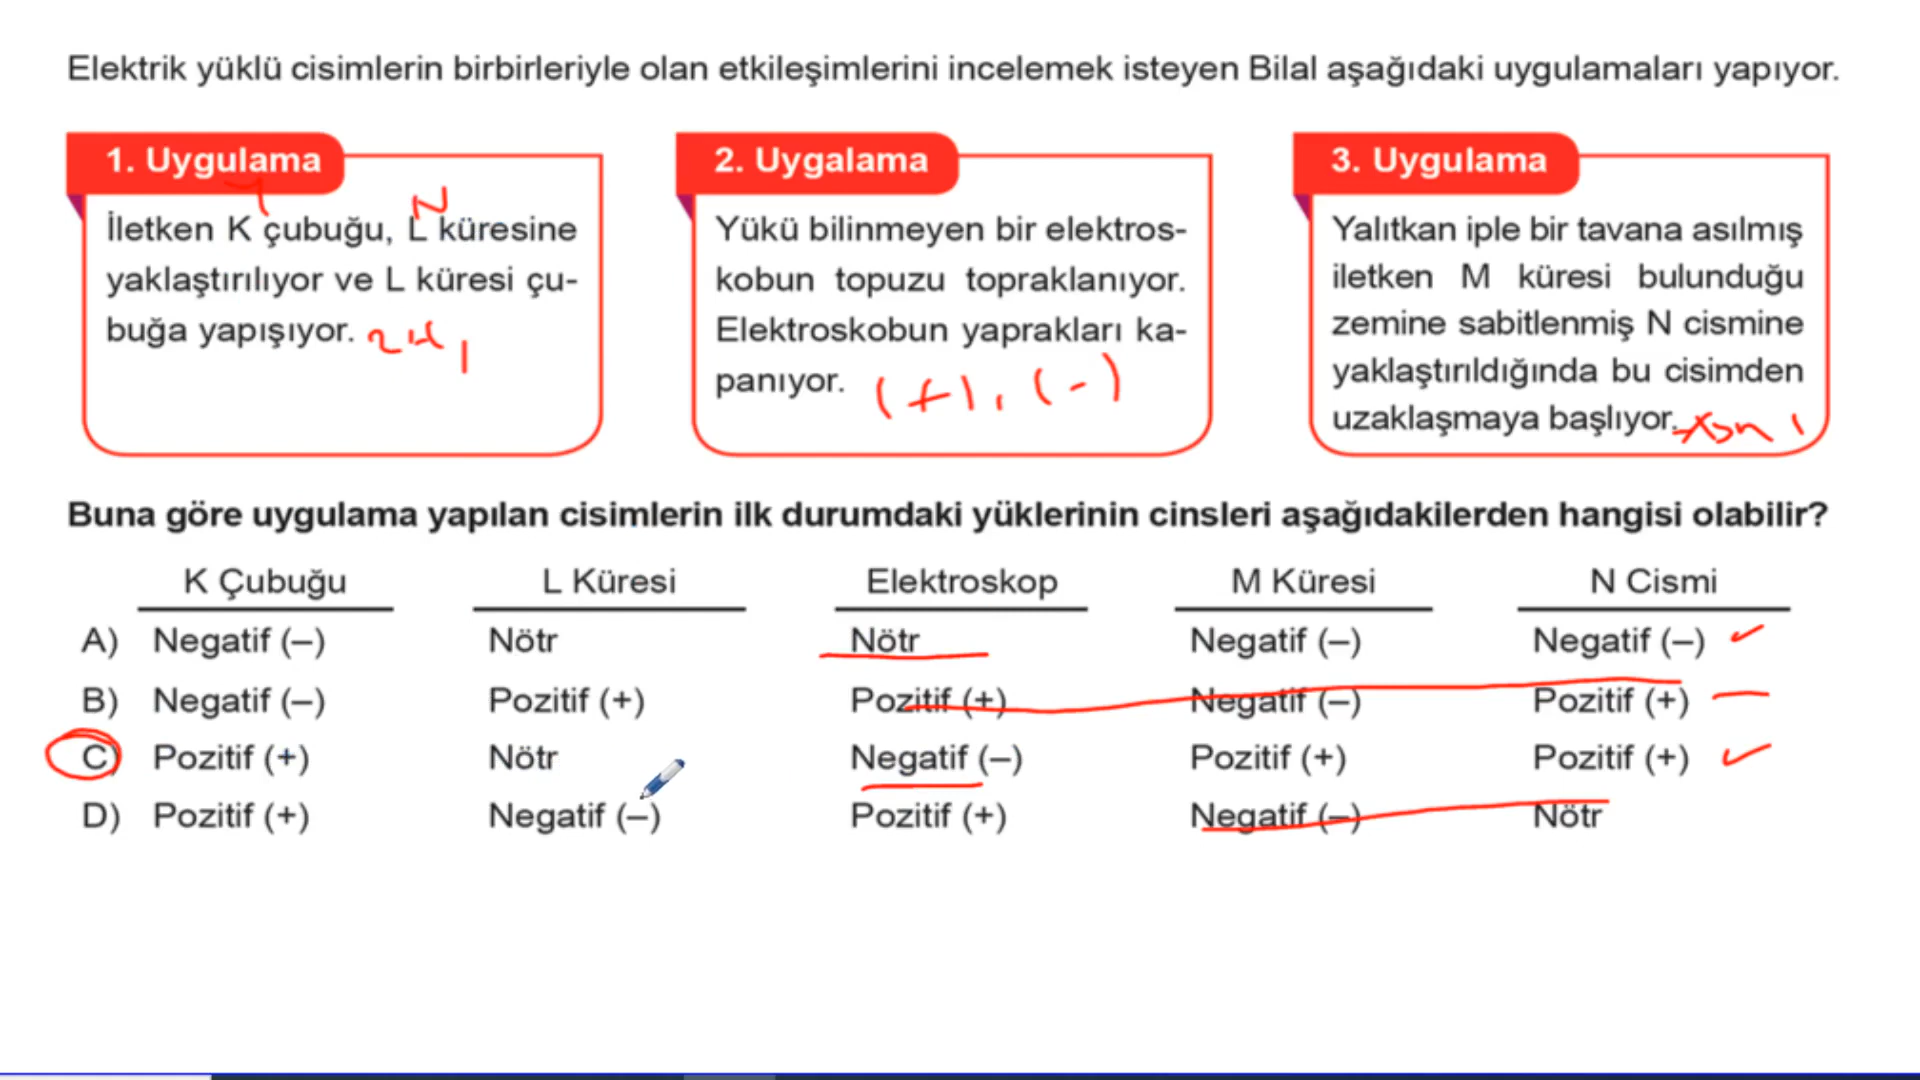 Elektrik yüklü cisimlerin birbirleriyle olan etkileşimlerini incelemek isteyen Bilal aşağıdaki uygulamaları yapıyor.
1. Uygulama
N
İletken K çubuğu, L küresine
yaklaştırılıyor ve L küresi çu-
buğa yapışıyor.
2. Uygalama
Yükü bilinmeyen bir elektros-
kobun topuzu topraklanıyor.
Elektroskobun yaprakları ka-
panıyor.
(+), (-)
3. Uygulama
Yalıtkan iple bir tavana asılmış
iletken M küresi bulunduğu
zemine sabitlenmiş N cismine
yaklaştırıldığında bu cisimden
uzaklaşmaya başlıyor.
Buna göre uygulama yapılan cisimlerin ilk durumdaki yüklerinin cinsleri aşağıdakilerden hangisi olabilir?
K Çubuğu L Küresi Elektroskop M Küresi N Cismi
A) Negatif (–) Nötr Nötr Negatif (–) Negatif (–)
B) Negatif (–) Pozitif (+) Pozitif (+) Negatif (–) Pozitif (+)
C) Pozitif (+) Nötr Negatif (–) Pozitif (+) Pozitif (+)
D) Pozitif (+) Negatif (–) Pozitif (+) Negatif (–) Nötr